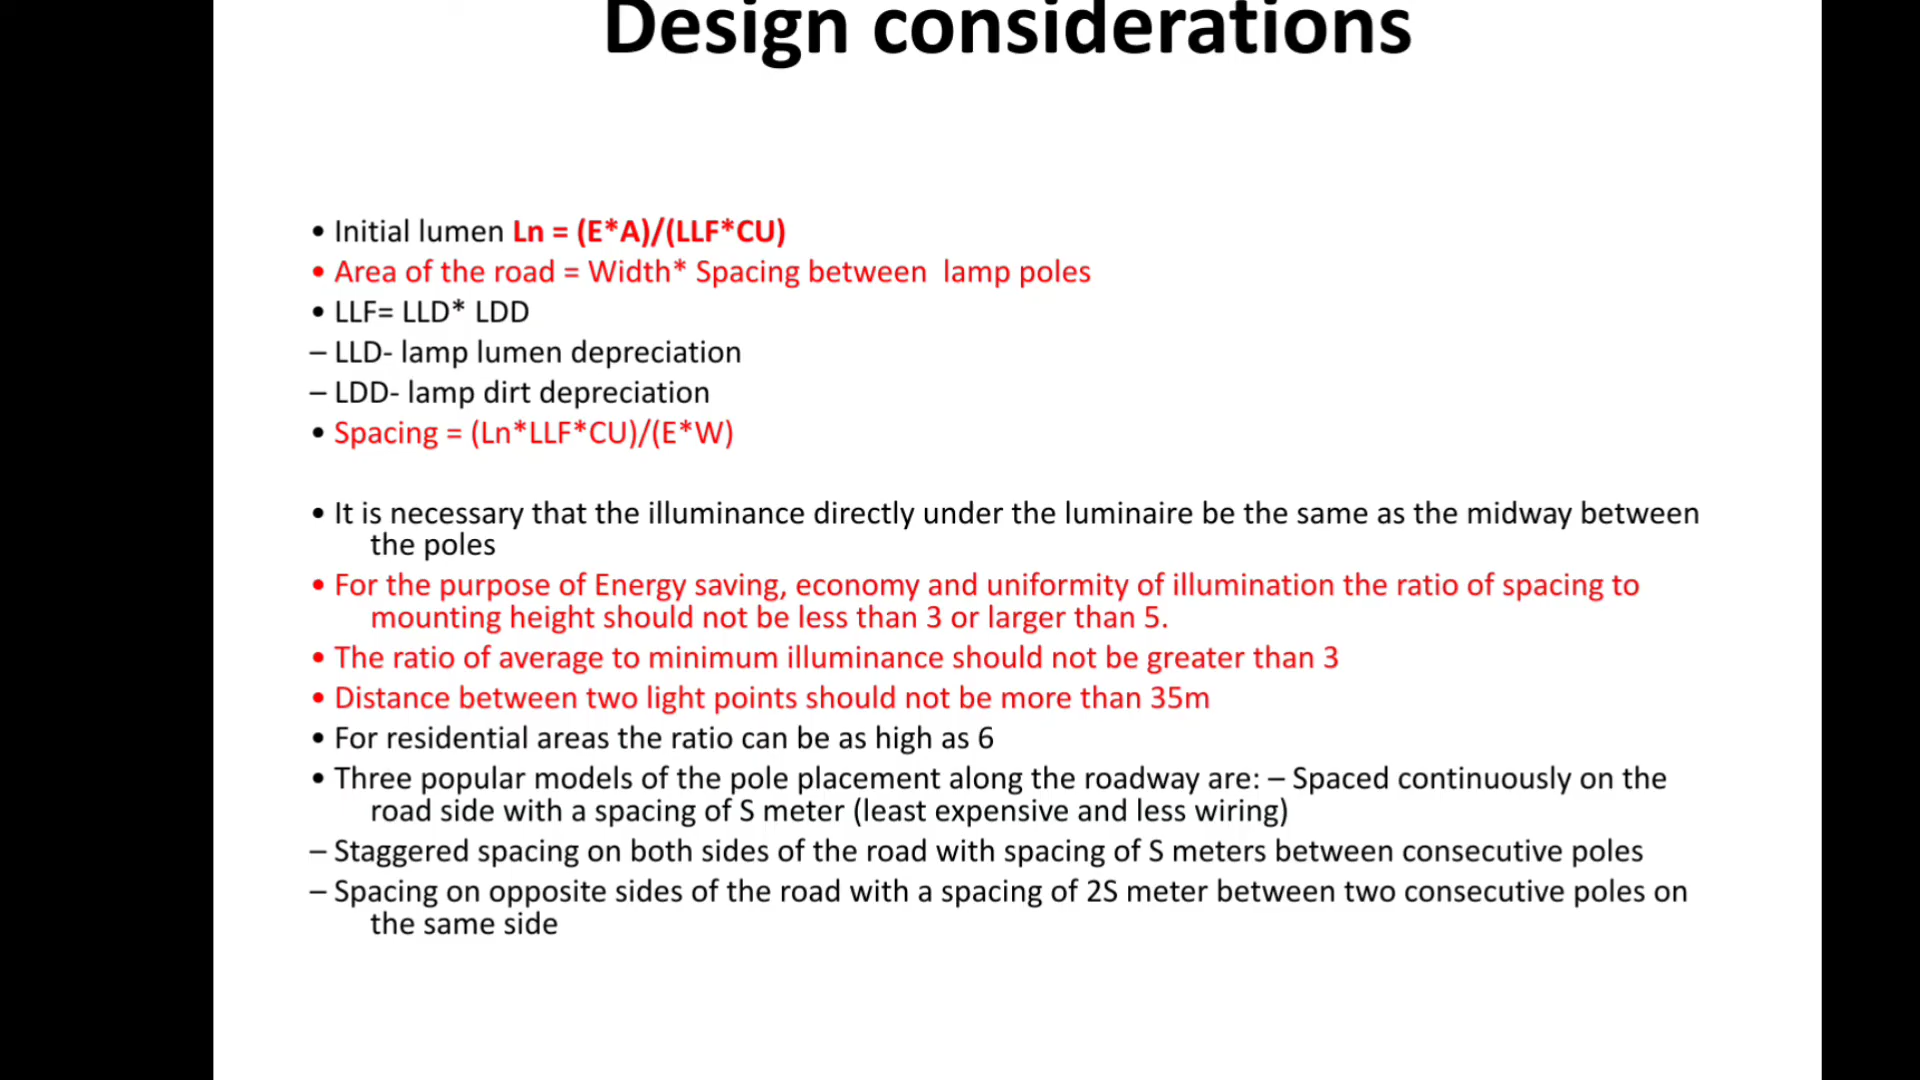 Design considerations
• Initial lumen Ln = (E*A)/(LLF*CU)
• Area of the road = Width* Spacing between  lamp poles
• LLF= LLD* LDD
– LLD- lamp lumen depreciation
– LDD- lamp dirt depreciation
• Spacing = (Ln*LLF*CU)/(E*W)
• It is necessary that the illuminance directly under the luminaire be the same as the midway between
the poles
• For the purpose of Energy saving, economy and uniformity of illumination the ratio of spacing to
mounting height should not be less than 3 or larger than 5.
• The ratio of average to minimum illuminance should not be greater than 3
• Distance between two light points should not be more than 35m
• For residential areas the ratio can be as high as 6
• Three popular models of the pole placement along the roadway are: – Spaced continuously on the
road side with a spacing of S meter (least expensive and less wiring)
– Staggered spacing on both sides of the road with spacing of S meters between consecutive poles
– Spacing on opposite sides of the road with a spacing of 2S meter between two consecutive poles on
the same side